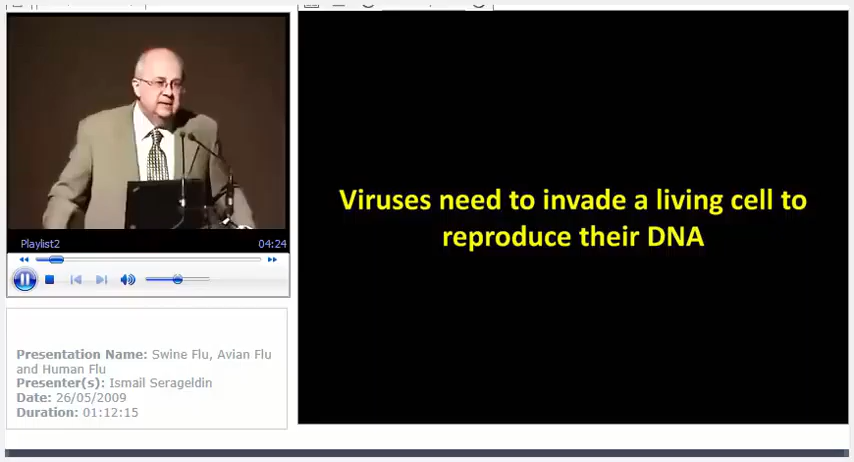 Viruses need to invade a living cell to
reproduce their DNA
Playlist2 04:24
Presentation Name: Swine Flu, Avian Flu
and Human Flu
Presenter(s): Ismail Serageldin
Date: 26/05/2009
Duration: 01:12:15